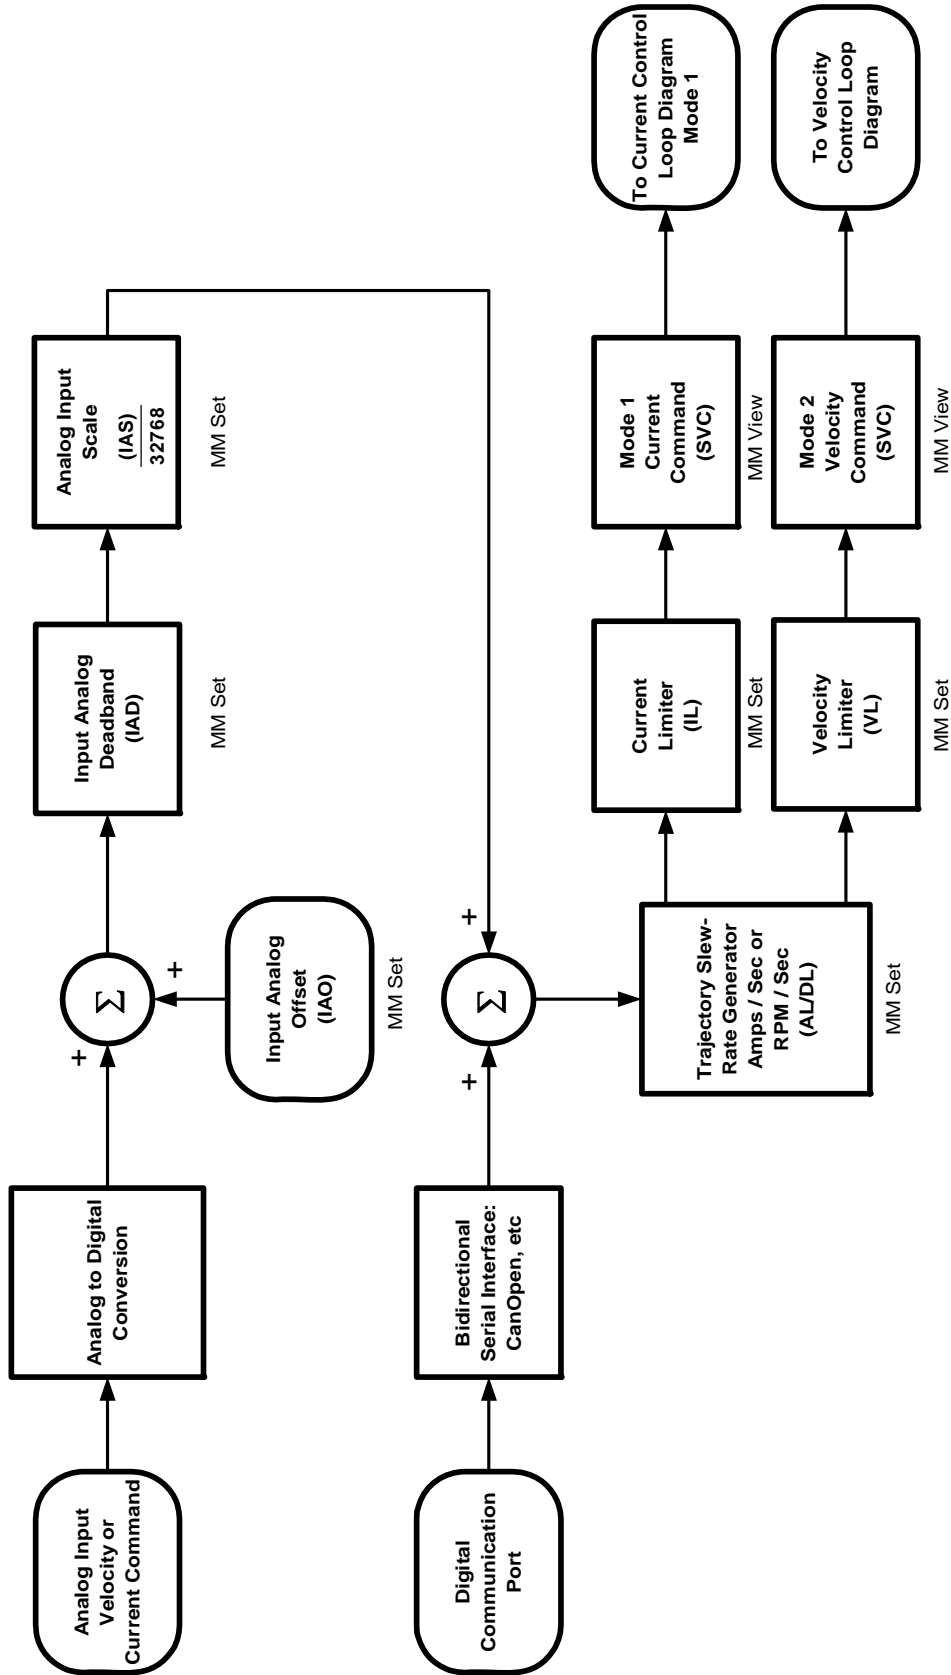 Analog Input
Velocity or
Current Command
Analog to Digital
Conversion
+
Σ
+
Input Analog
Offset
(IAO)
MM Set
Input Analog
Deadband
(IAD)
MM Set
Analog Input
Scale
(IAS)
32768
MM Set
Digital
Communication
Port
Bidirectional
Serial Interface:
CanOpen, etc
+
Σ
+
Trajectory Slew-
Rate Generator
Amps / Sec or
RPM / Sec
(AL/DL)
MM Set
Current
Limiter
(IL)
MM Set
Mode 1
Current
Command
(SVC)
MM View
To Current Control
Loop Diagram
Mode 1
Velocity
Limiter
(VL)
MM Set
Mode 2
Velocity
Command
(SVC)
MM View
To Velocity
Control Loop
Diagram